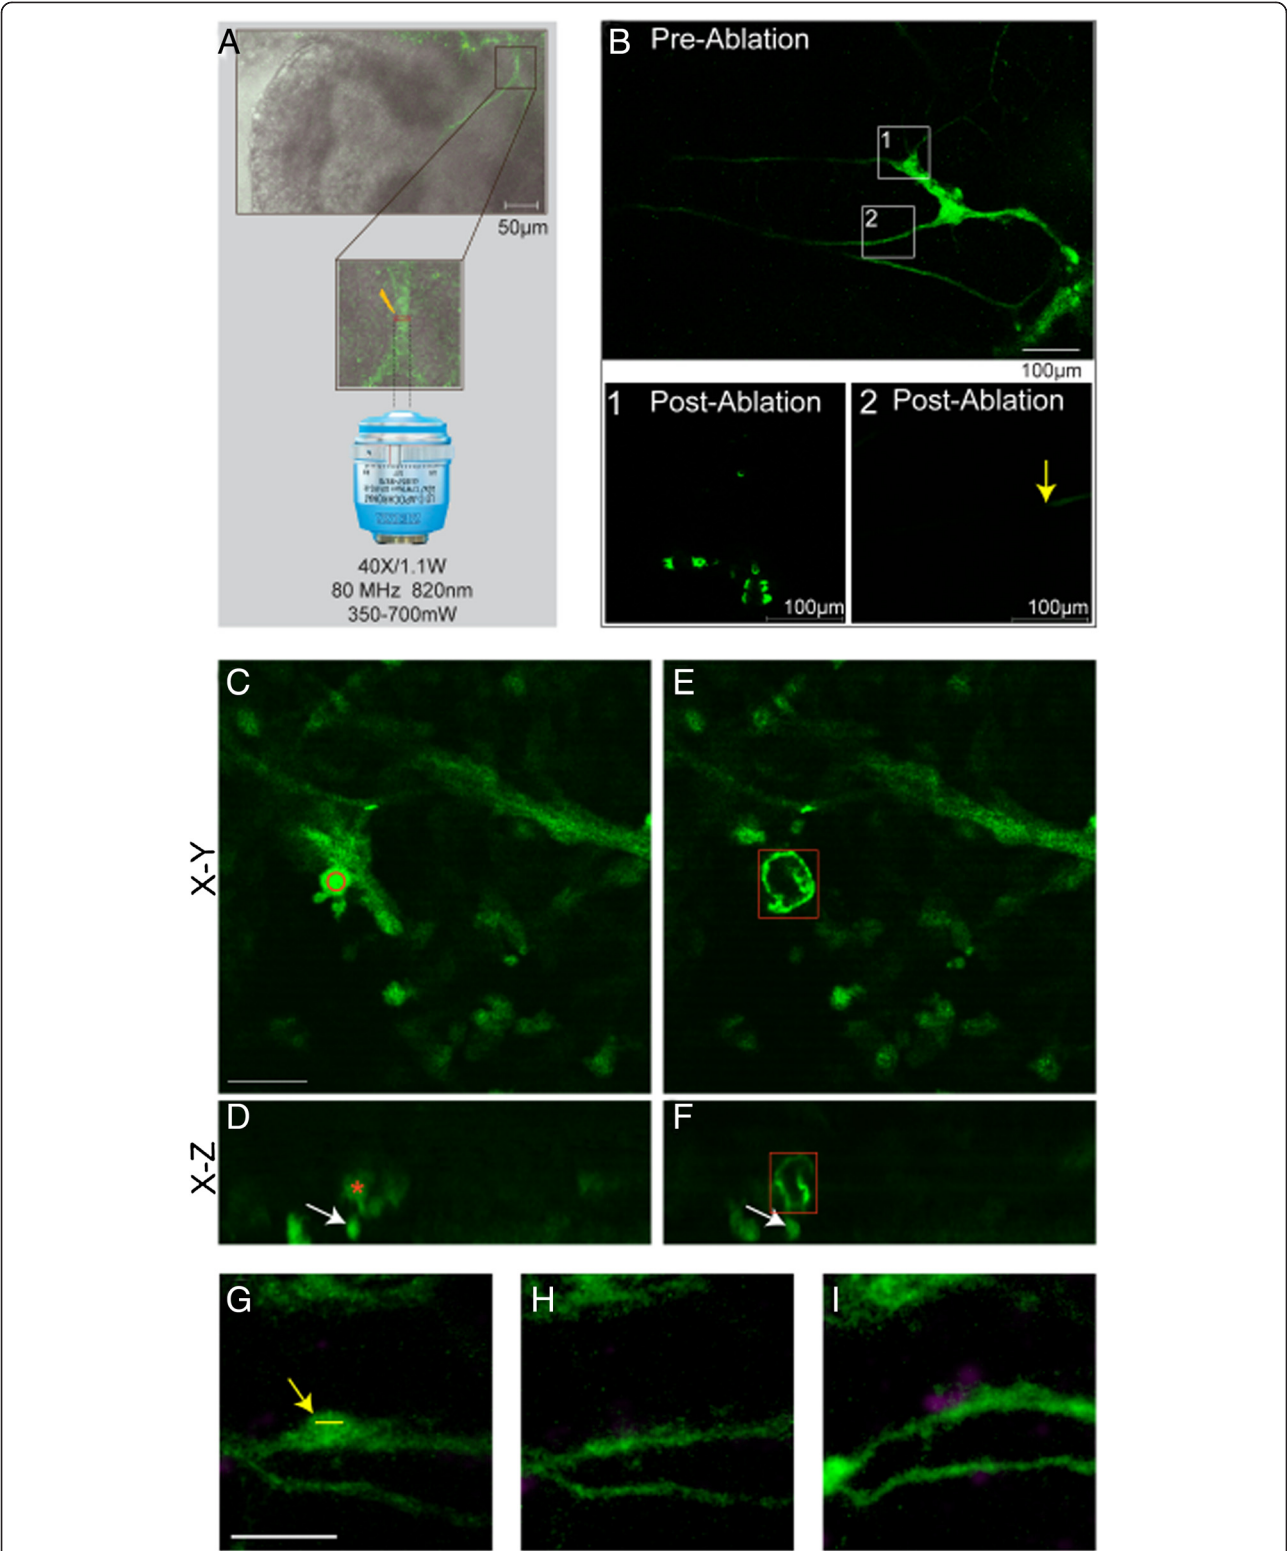 A
50µm
40X/1.1W
80 MHz 820nm
350-700mW
B Pre-Ablation
1
2
100µm
1 Post-Ablation
100µm
2 Post-Ablation
100µm
X-Y
C
E
X-Z
D
*
F
G
H
I